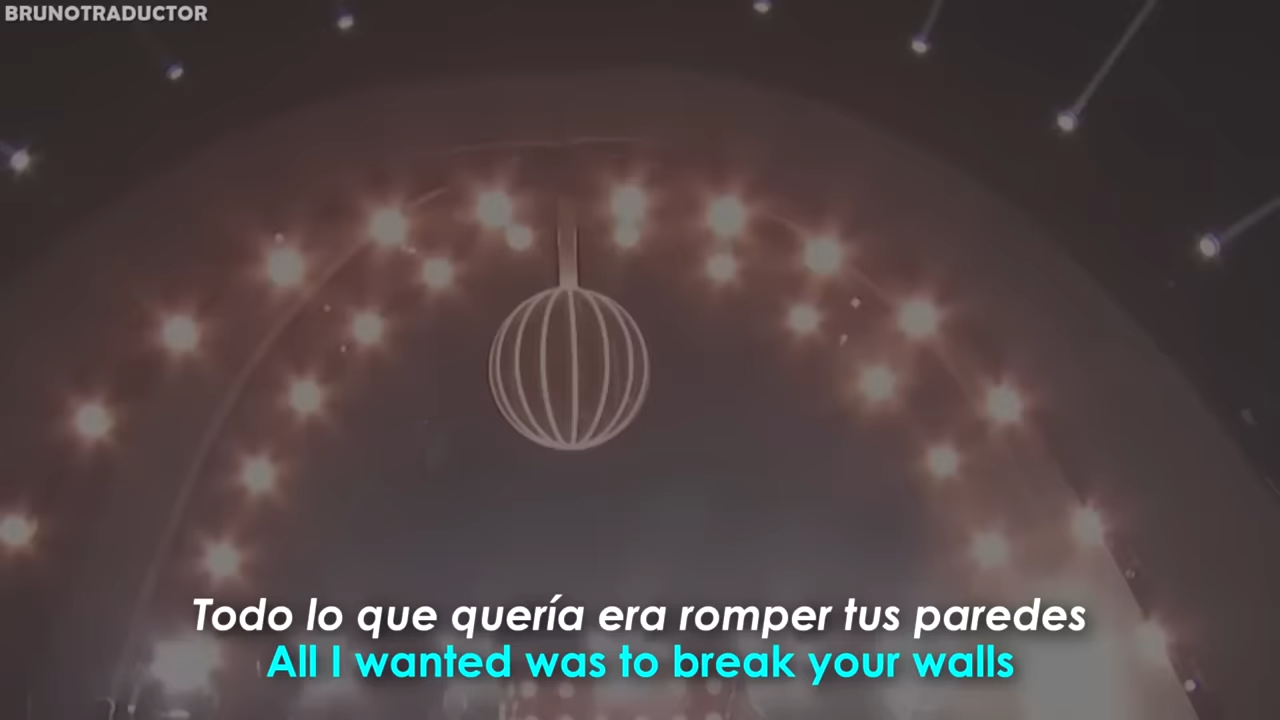 BRUNOTRADUCTOR
Todo lo que quería era romper tus paredes
All I wanted was to break your walls